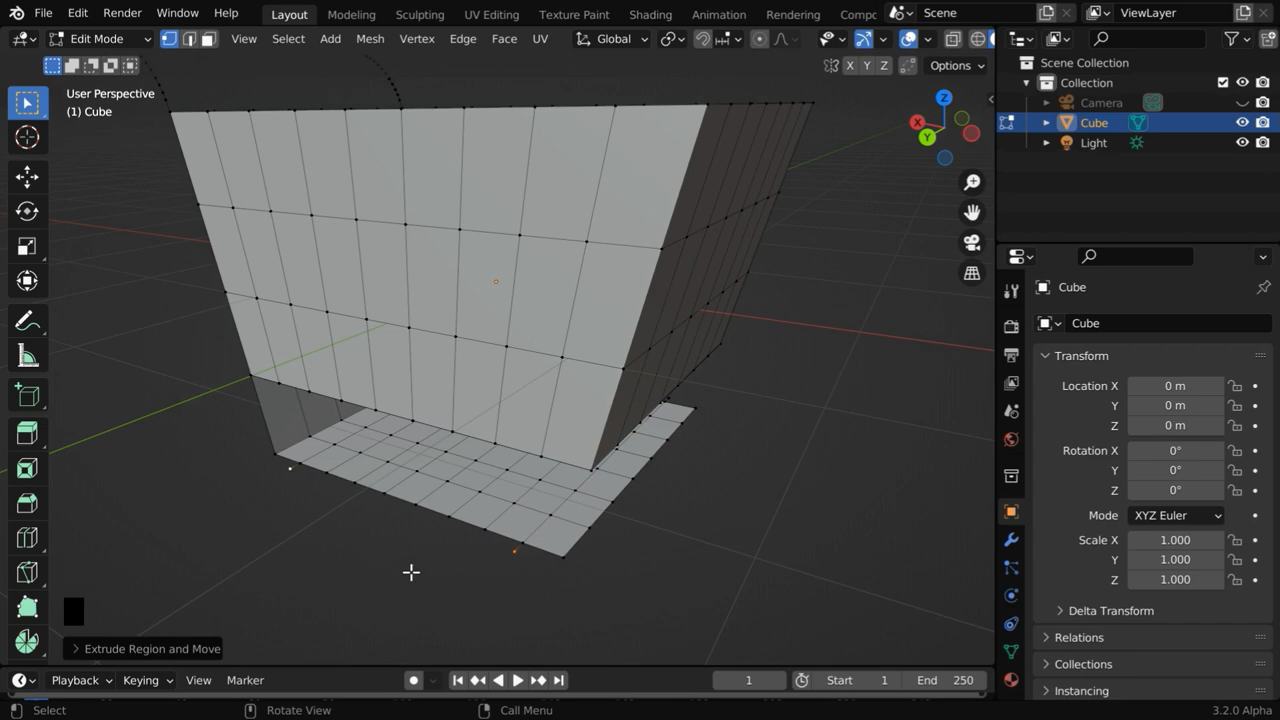 File Edit Render Window Help Layout Modeling Sculpting UV Editing Texture Paint Shading Animation Rendering Scene ViewLayer
Edit Mode View Select Add Mesh Vertex Edge Face UV Global
X Y Z Options
User Perspective
(1) Cube
Z
X
Y
Scene Collection
Collection
Camera
Cube
Light
Cube
Cube
Transform
Location X 0 m
Y 0 m
Z 0 m
Rotation X 0°
Y 0°
Z 0°
Mode XYZ Euler
Scale X 1.000
Y 1.000
Z 1.000
Delta Transform
Relations
Collections
Instancing
Extrude Region and Move
Playback Keying View Marker 1 Start 1 End 250
Select Rotate View Call Menu 3.2.0 Alpha